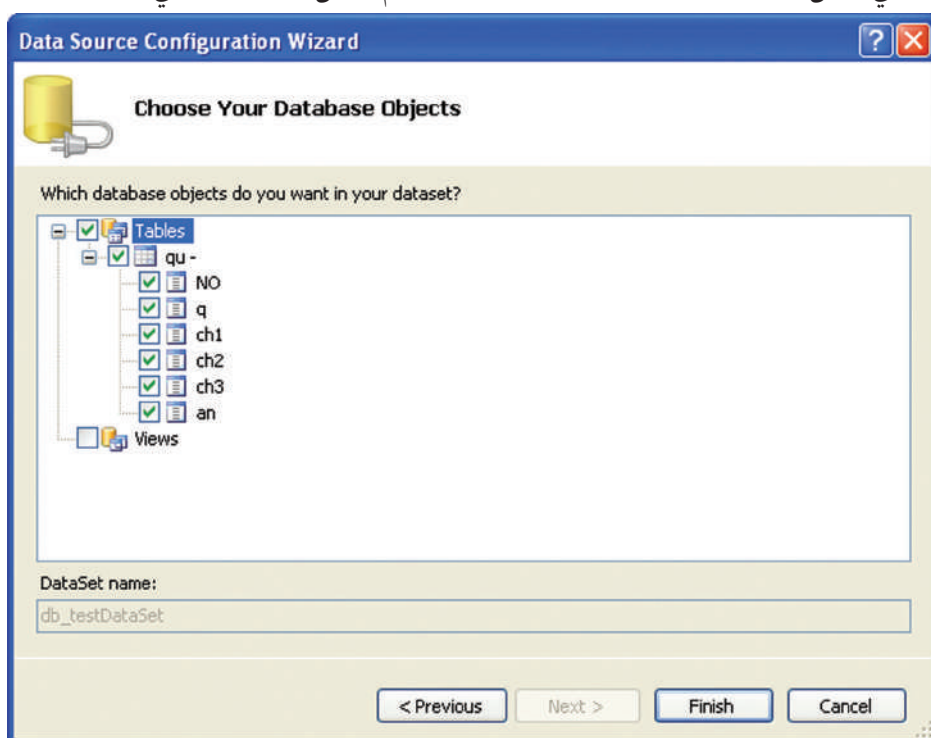 Data Source Configuration Wizard
Choose Your Database Objects
Which database objects do you want in your dataset?
Tables
qu -
NO
q
ch1
ch2
ch3
an
Views
DataSet name:
db_testDataSet
< Previous
Next >
Finish
Cancel